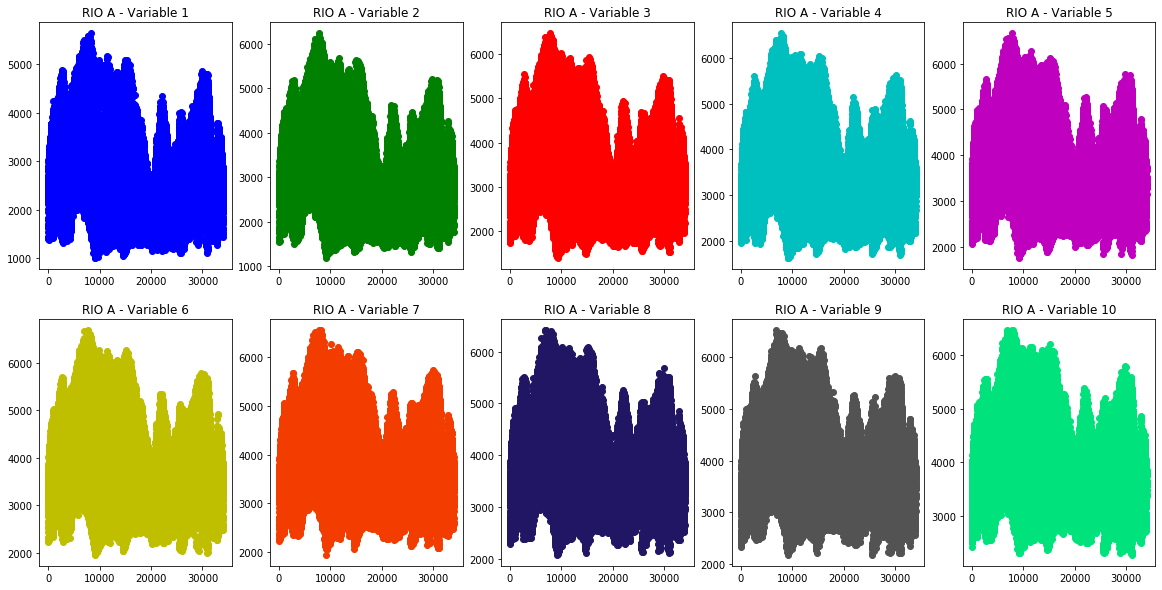 RIO A - Variable 1
5000
4000
3000
2000
1000
0 10000 20000 30000
RIO A - Variable 2
6000
5000
4000
3000
2000
1000
0 10000 20000 30000
RIO A - Variable 3
6000
5000
4000
3000
2000
0 10000 20000 30000
RIO A - Variable 4
6000
5000
4000
3000
2000
0 10000 20000 30000
RIO A - Variable 5
6000
5000
4000
3000
2000
0 10000 20000 30000
RIO A - Variable 6
6000
5000
4000
3000
2000
0 10000 20000 30000
RIO A - Variable 7
6000
5000
4000
3000
2000
0 10000 20000 30000
RIO A - Variable 8
6000
5000
4000
3000
2000
0 10000 20000 30000
RIO A - Variable 9
6000
5000
4000
3000
2000
0 10000 20000 30000
RIO A - Variable 10
6000
5000
4000
3000
0 10000 20000 30000